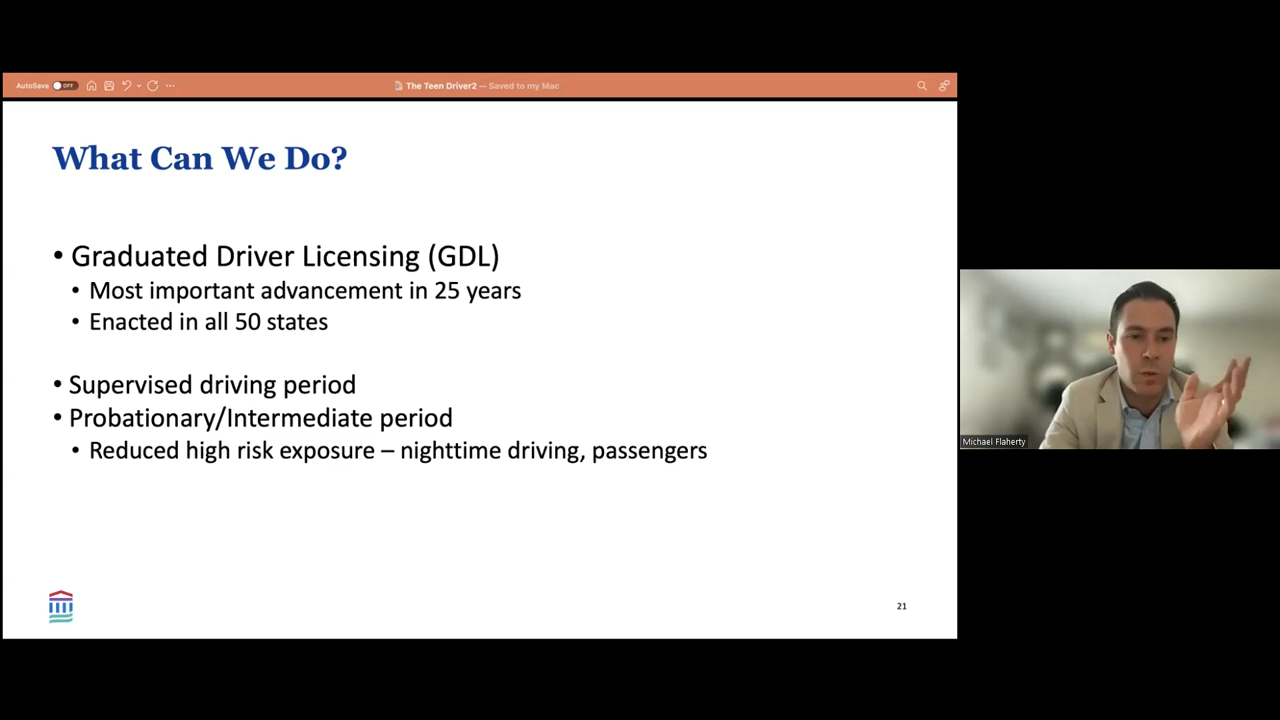 AutoSave OFF
The Teen Driver2 — Saved to my Mac
What Can We Do?
• Graduated Driver Licensing (GDL)
• Most important advancement in 25 years
• Enacted in all 50 states
• Supervised driving period
• Probationary/Intermediate period
• Reduced high risk exposure – nighttime driving, passengers
Michael Flaherty
21